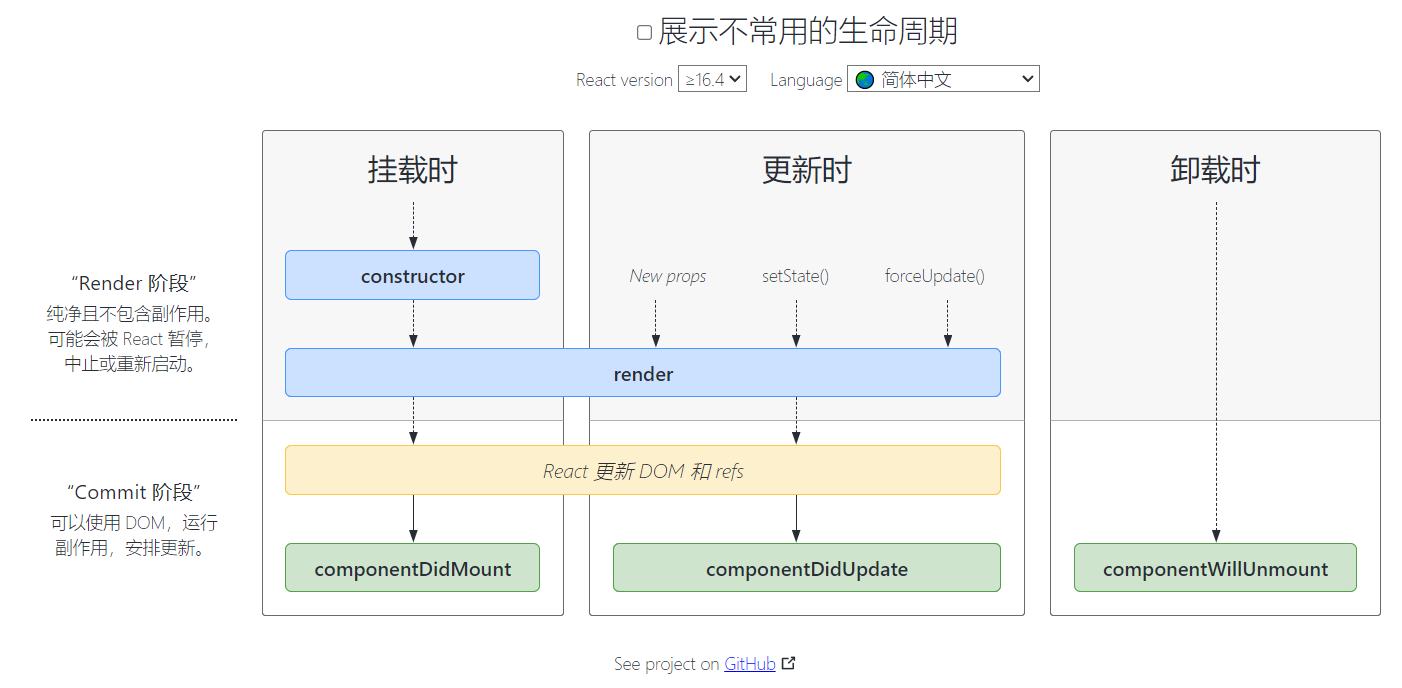 展示不常用的生命周期
React version ≥16.4 Language 简体中文
挂载时
更新时
卸载时
“Render 阶段”
纯净且不包含副作用。
可能会被 React 暂停，
中止或重新启动。
constructor
New props
setState()
forceUpdate()
render
“Commit 阶段”
可以使用 DOM，运行
副作用，安排更新。
React 更新 DOM 和 refs
componentDidMount
componentDidUpdate
componentWillUnmount
See project on GitHub